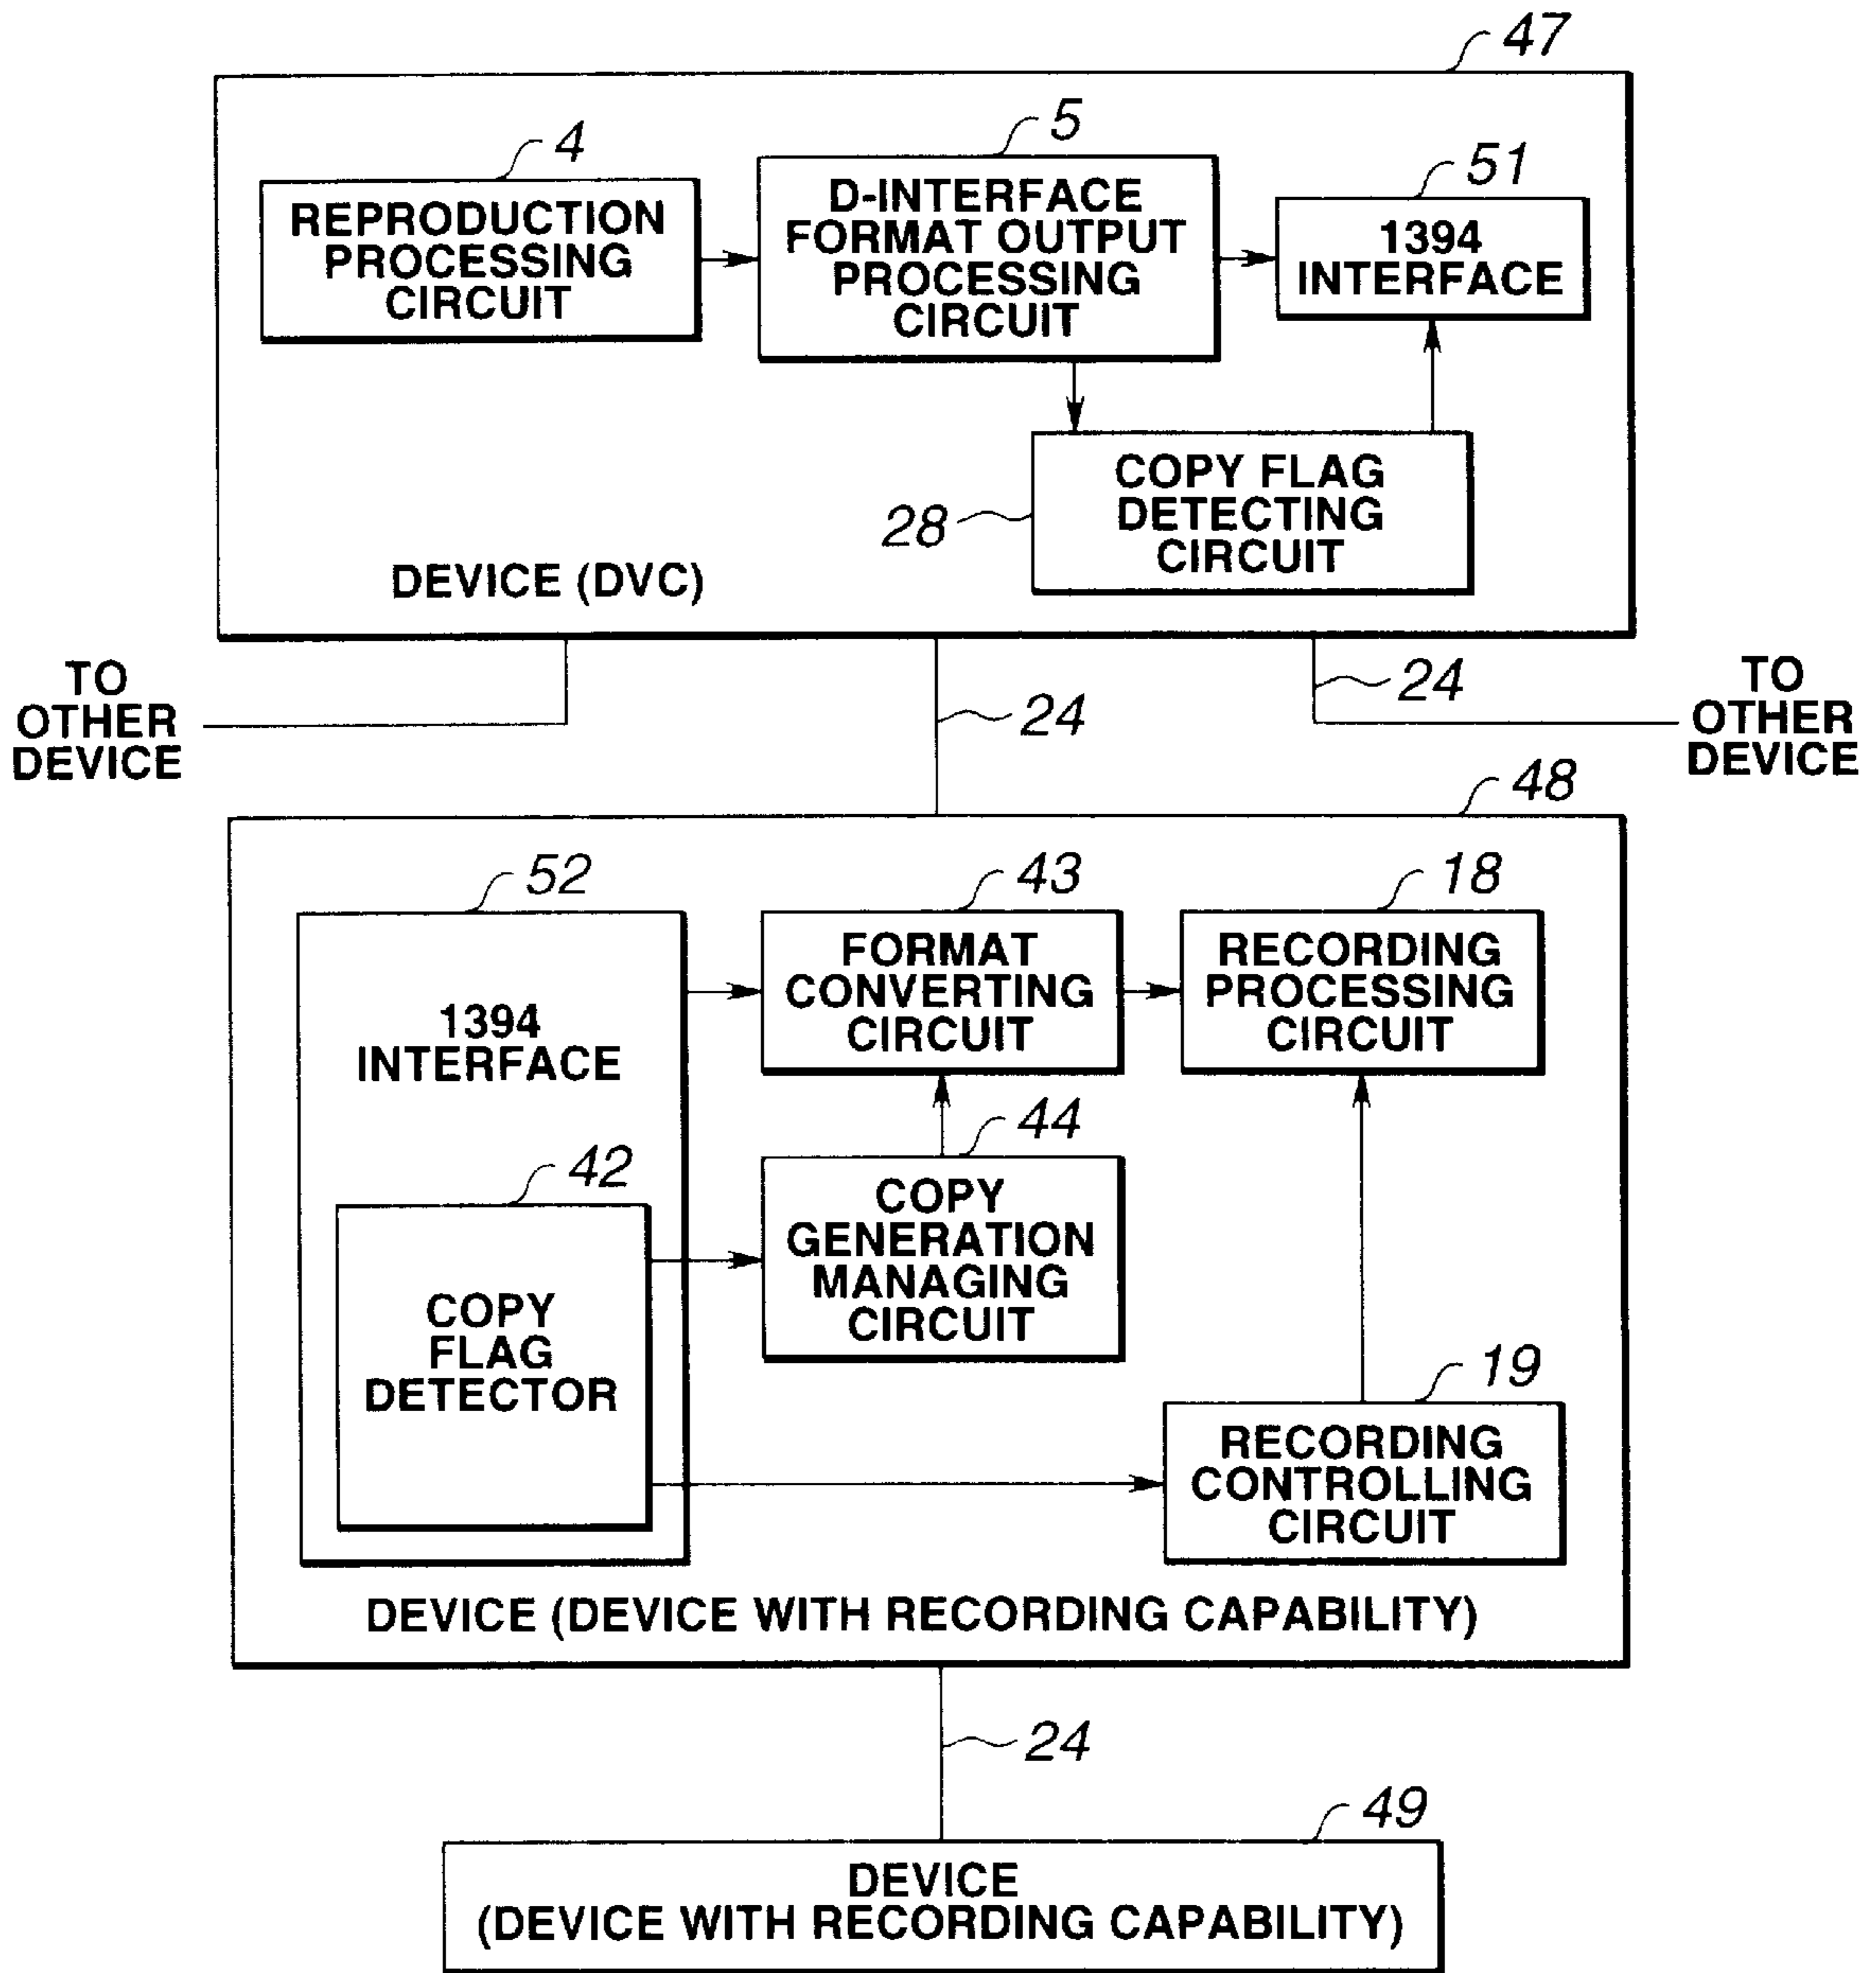 47
4
5
51
REPRODUCTION
PROCESSING
CIRCUIT
D-INTERFACE
FORMAT OUTPUT
PROCESSING
CIRCUIT
1394
INTERFACE
28
COPY FLAG
DETECTING
CIRCUIT
DEVICE (DVC)
TO
OTHER
DEVICE
24
24
TO
OTHER
DEVICE
48
52
43
18
1394
INTERFACE
FORMAT
CONVERTING
CIRCUIT
RECORDING
PROCESSING
CIRCUIT
42
44
COPY
FLAG
DETECTOR
COPY
GENERATION
MANAGING
CIRCUIT
19
RECORDING
CONTROLLING
CIRCUIT
DEVICE (DEVICE WITH RECORDING CAPABILITY)
24
49
DEVICE
(DEVICE WITH RECORDING CAPABILITY)